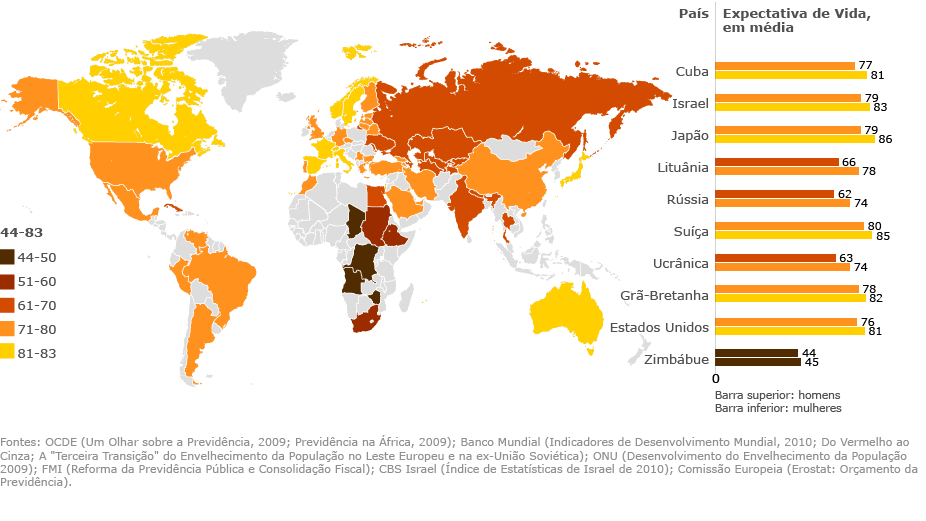 País
Expectativa de Vida,
em média
Cuba
77
81
Israel
79
83
Japão
79
86
Lituânia
66
78
Rússia
62
74
Suíça
80
85
Ucrânica
63
74
Grã-Bretanha
78
82
Estados Unidos
76
81
Zimbábue
44
45
0
Barra superior: homens
Barra inferior: mulheres
44-83
44-50
51-60
61-70
71-80
81-83
Fontes: OCDE (Um Olhar sobre a Previdência, 2009; Previdência na África, 2009); Banco Mundial (Indicadores de Desenvolvimento Mundial, 2010; Do Vermelho ao
Cinza; A "Terceira Transição" do Envelhecimento da População no Leste Europeu e na ex-União Soviética); ONU (Desenvolvimento do Envelhecimento da População
2009); FMI (Reforma da Previdência Pública e Consolidação Fiscal); CBS Israel (Índice de Estatísticas de Israel de 2010); Comissão Europeia (Erostat: Orçamento da
Previdência).